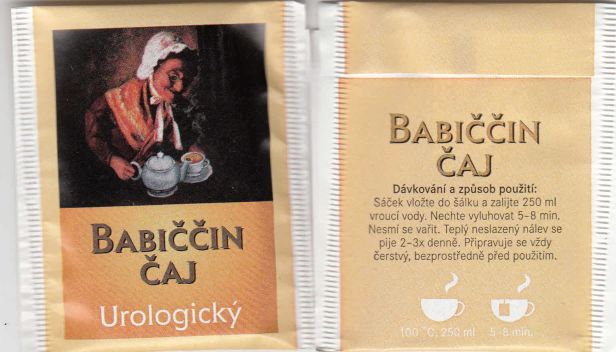 BABIČČIN
ČAJ
Urologický
BABIČČIN
ČAJ
Dávkování a způsob použití:
Sáček vložte do šálku a zalijte 250 ml
vroucí vody. Nechte vyluhovat 5–8 min.
Nesmí se vařit. Teplý neslazený nálev se
pije 2–3x denně. Připravuje se vždy
čerstvý, bezprostředně před použitím.
100 °C, 250 ml 5–8 min.